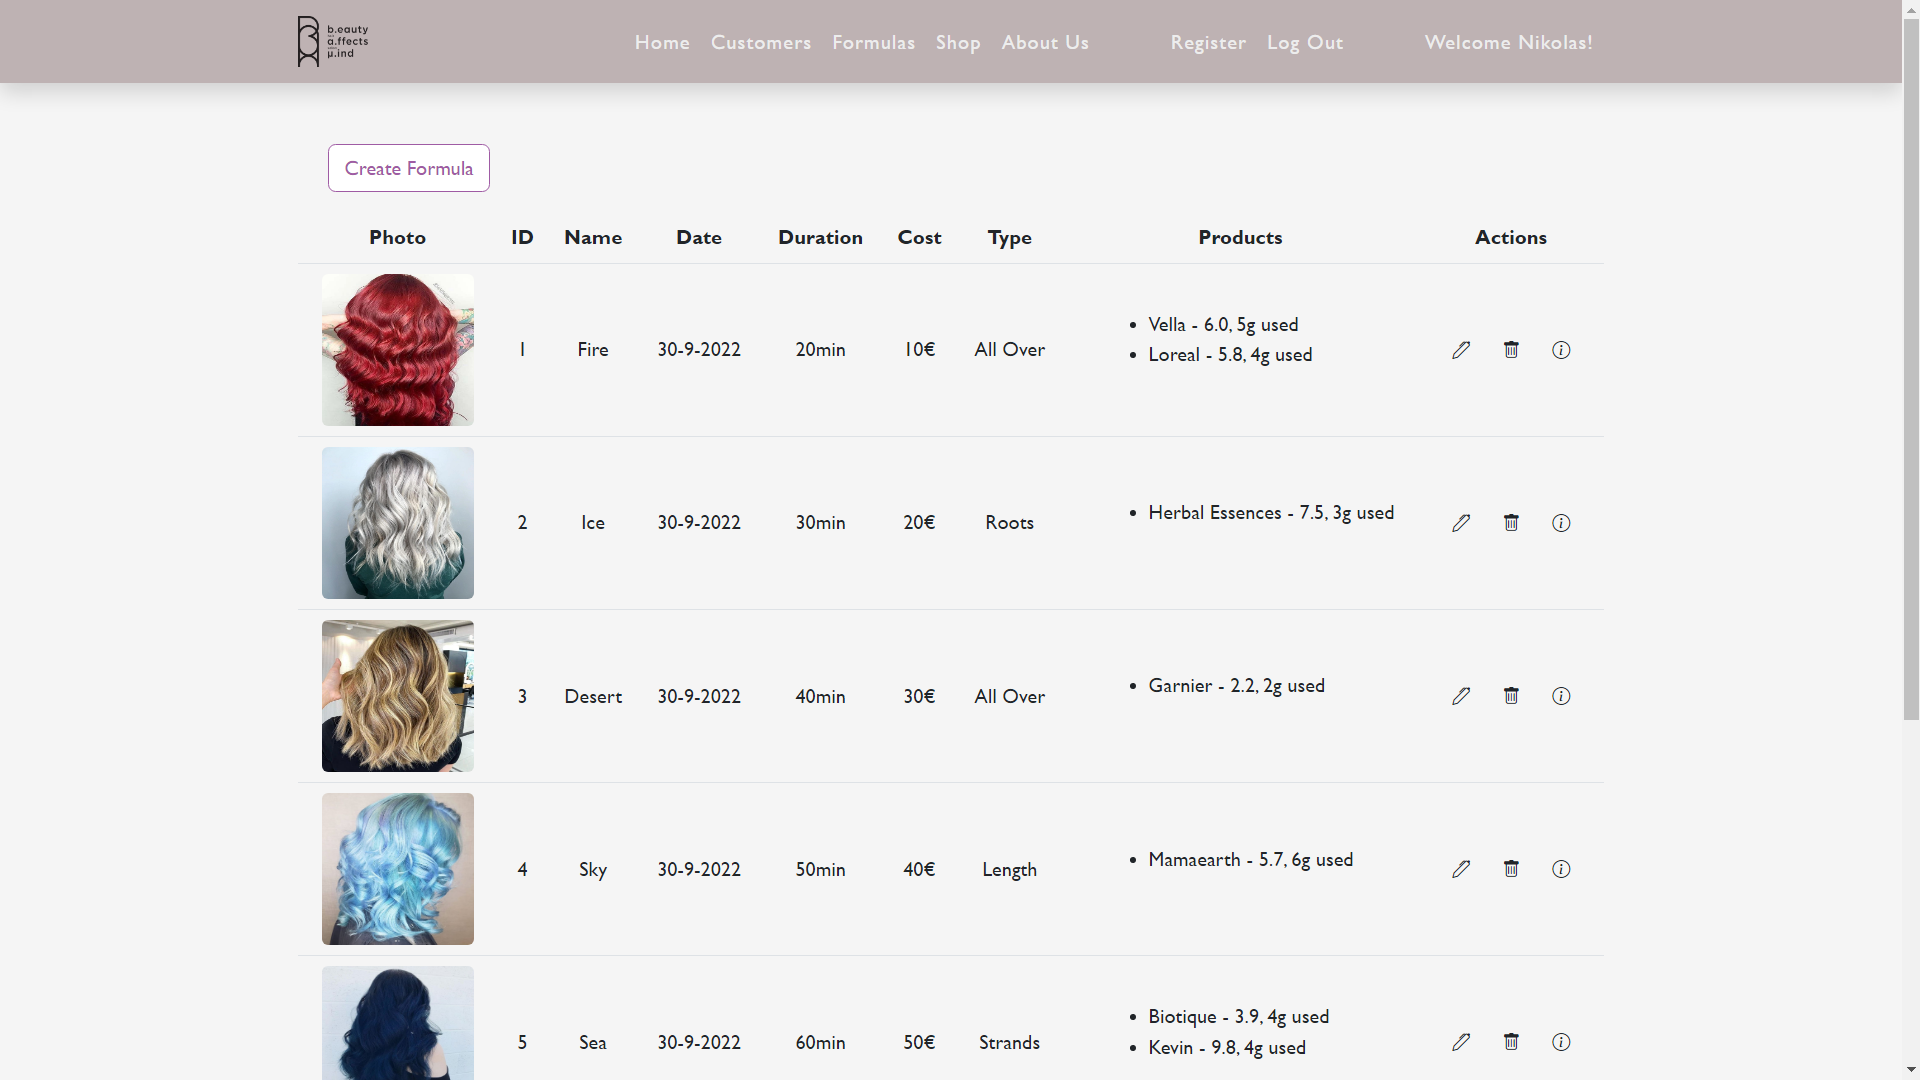 b.eauty
a.ffects
µ.ind
Home Customers Formulas Shop About Us Register Log Out Welcome Nikolas!
Create Formula
Photo ID Name Date Duration Cost Type Products Actions
1 Fire 30-9-2022 20min 10€ All Over
Vella - 6.0, 5g used
Loreal - 5.8, 4g used
2 Ice 30-9-2022 30min 20€ Roots
Herbal Essences - 7.5, 3g used
3 Desert 30-9-2022 40min 30€ All Over
Garnier - 2.2, 2g used
4 Sky 30-9-2022 50min 40€ Length
Mamaearth - 5.7, 6g used
5 Sea 30-9-2022 60min 50€ Strands
Biotique - 3.9, 4g used
Kevin - 9.8, 4g used